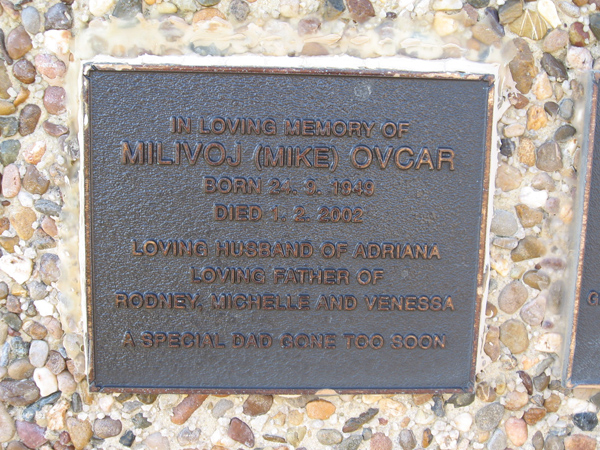 IN LOVING MEMORY OF
MILIVOJ (MIKE) OVCAR
BORN 24. 9. 1949
DIED 1. 2. 2002
LOVING HUSBAND OF ADRIANA
LOVING FATHER OF
RODNEY, MICHELLE AND VENESSA
A SPECIAL DAD GONE TOO SOON